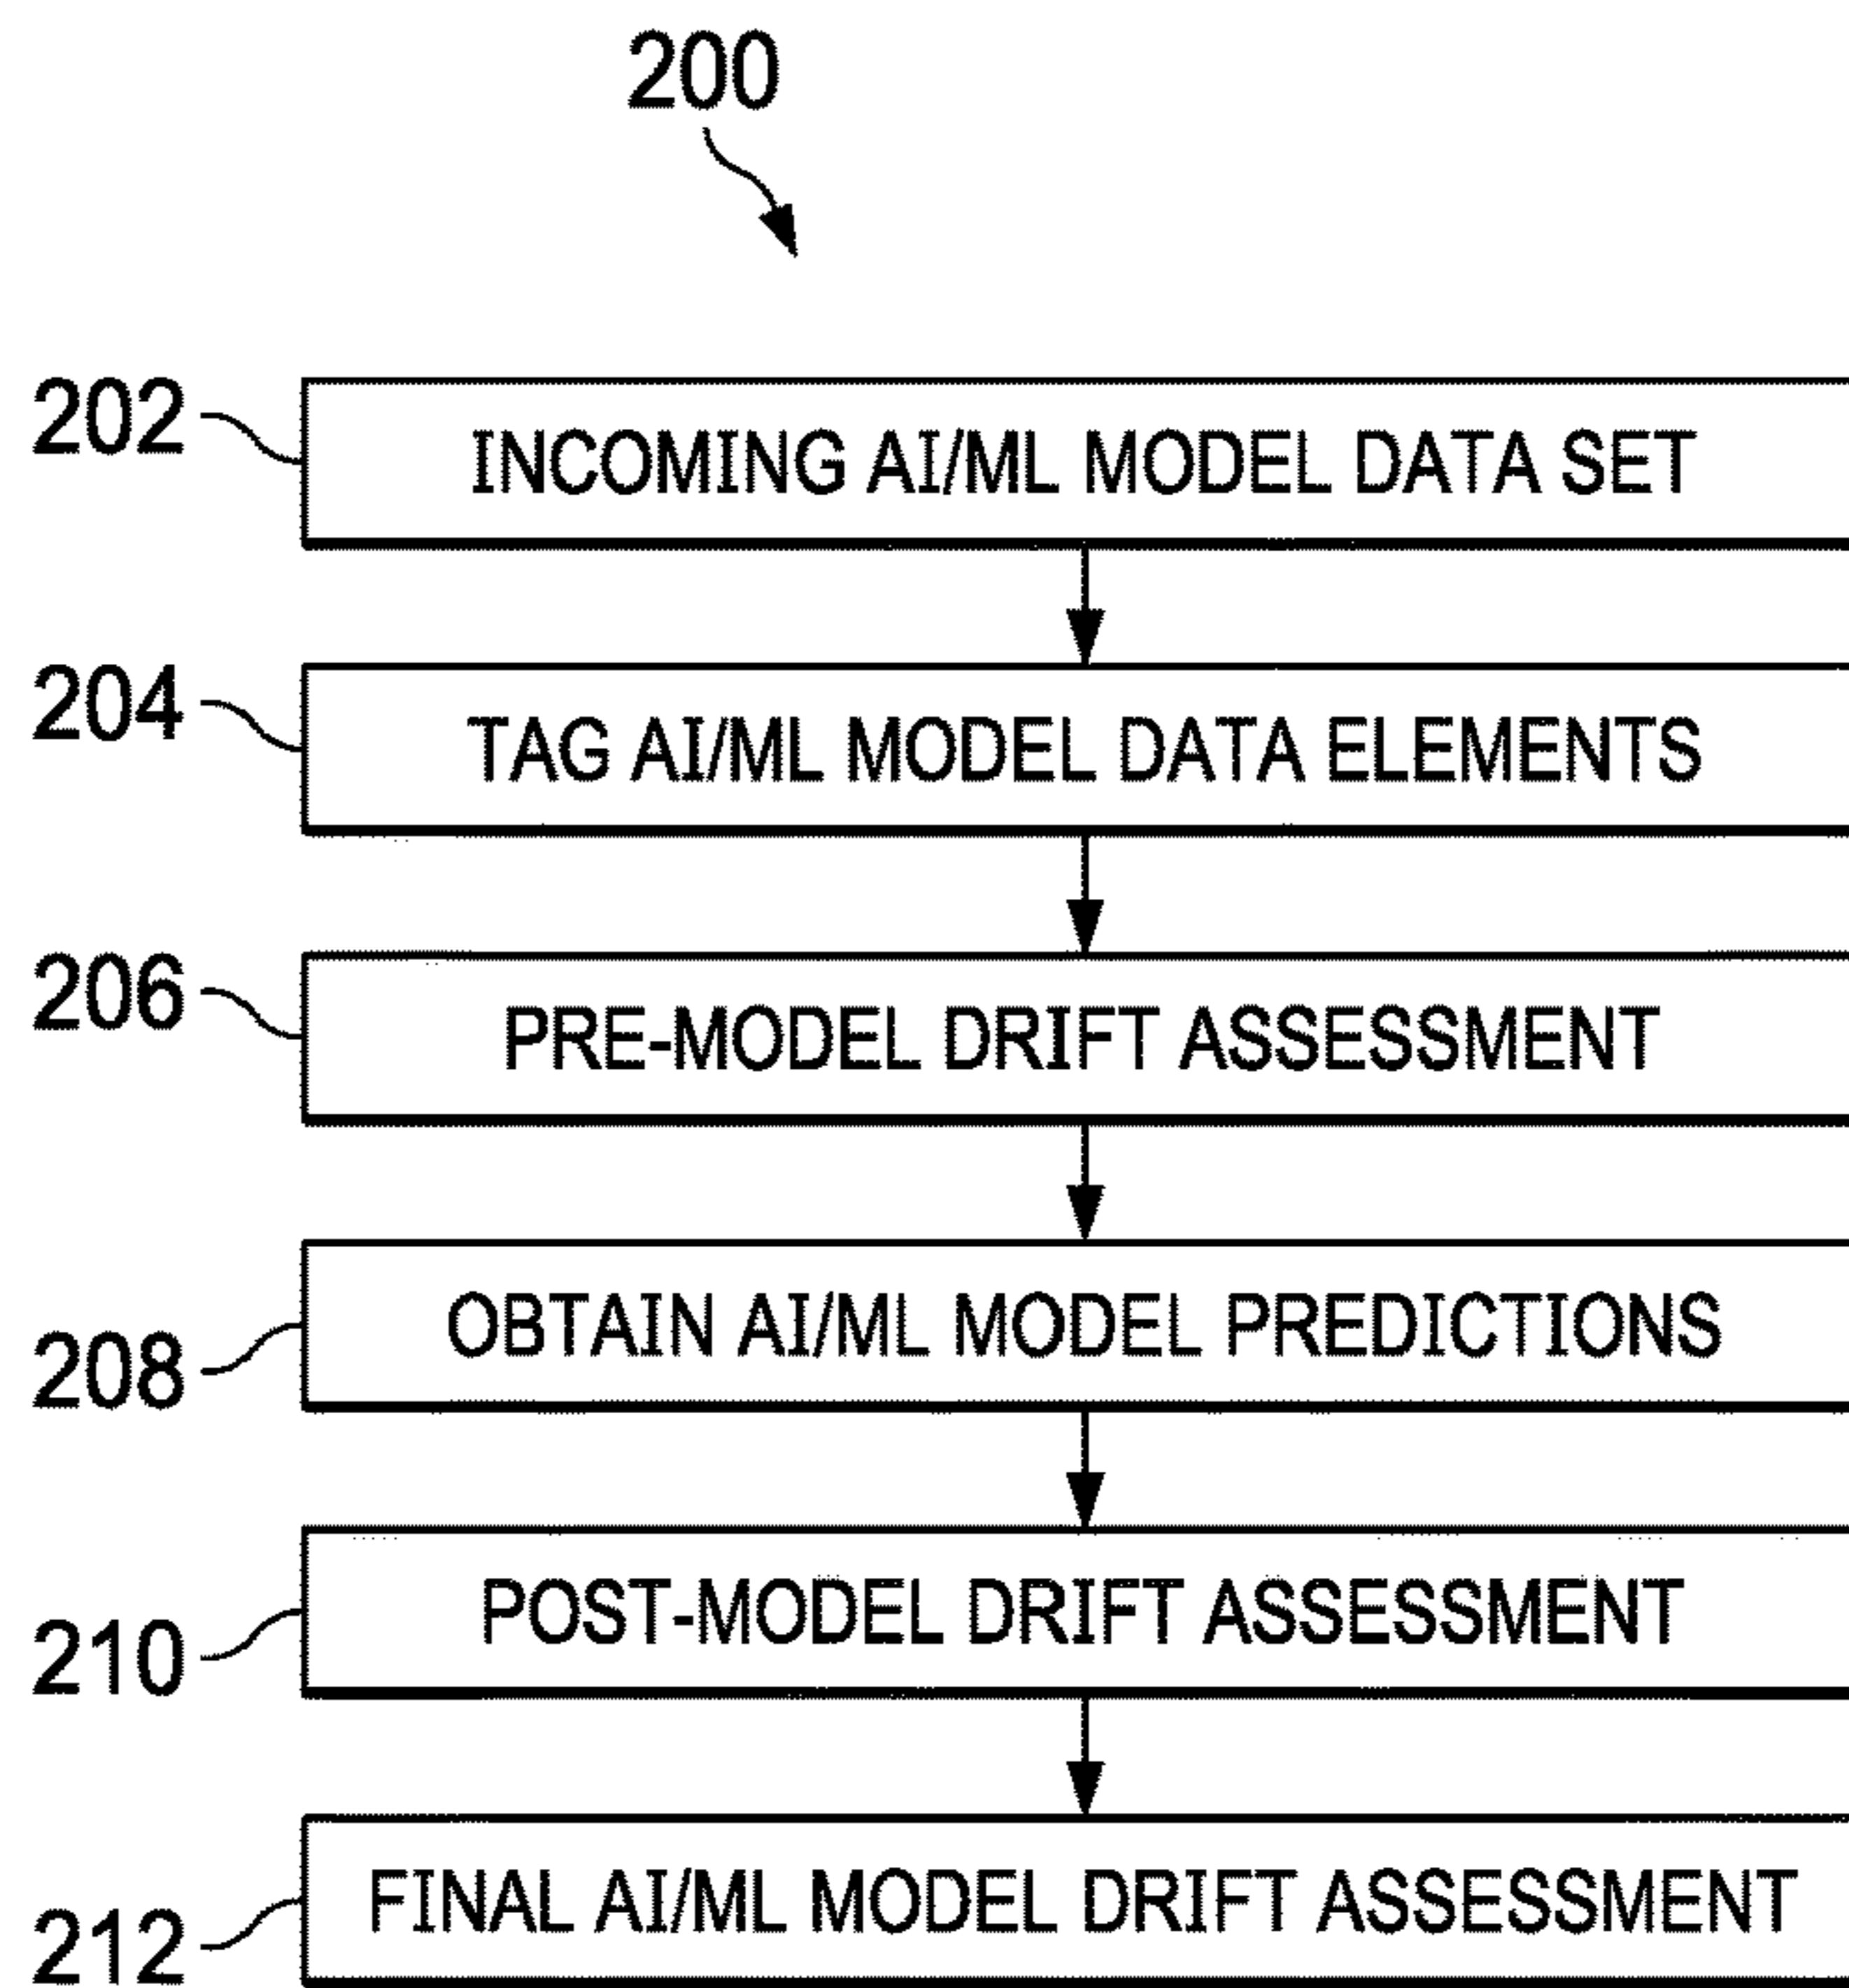 200
202 INCOMING AI/ML MODEL DATA SET
204 TAG AI/ML MODEL DATA ELEMENTS
206 PRE-MODEL DRIFT ASSESSMENT
208 OBTAIN AI/ML MODEL PREDICTIONS
210 POST-MODEL DRIFT ASSESSMENT
212 FINAL AI/ML MODEL DRIFT ASSESSMENT